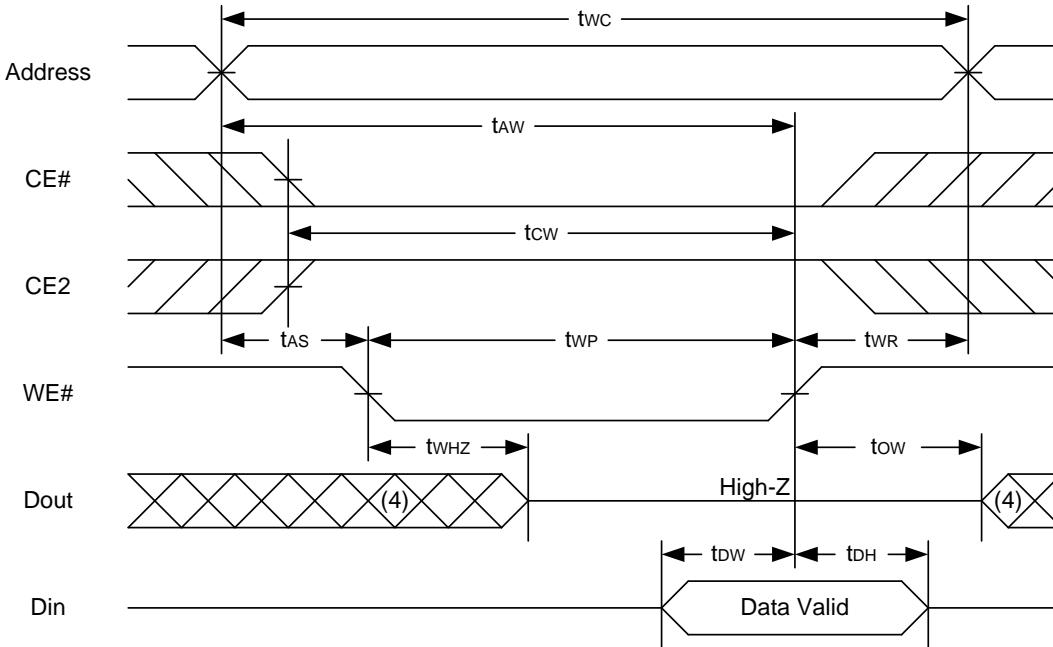 tWC
Address
tAW
CE#
tCW
CE2
tAS tWP tWR
WE#
tWHZ tOW
High-Z
Dout (4) (4)
tDW tDH
Din Data Valid